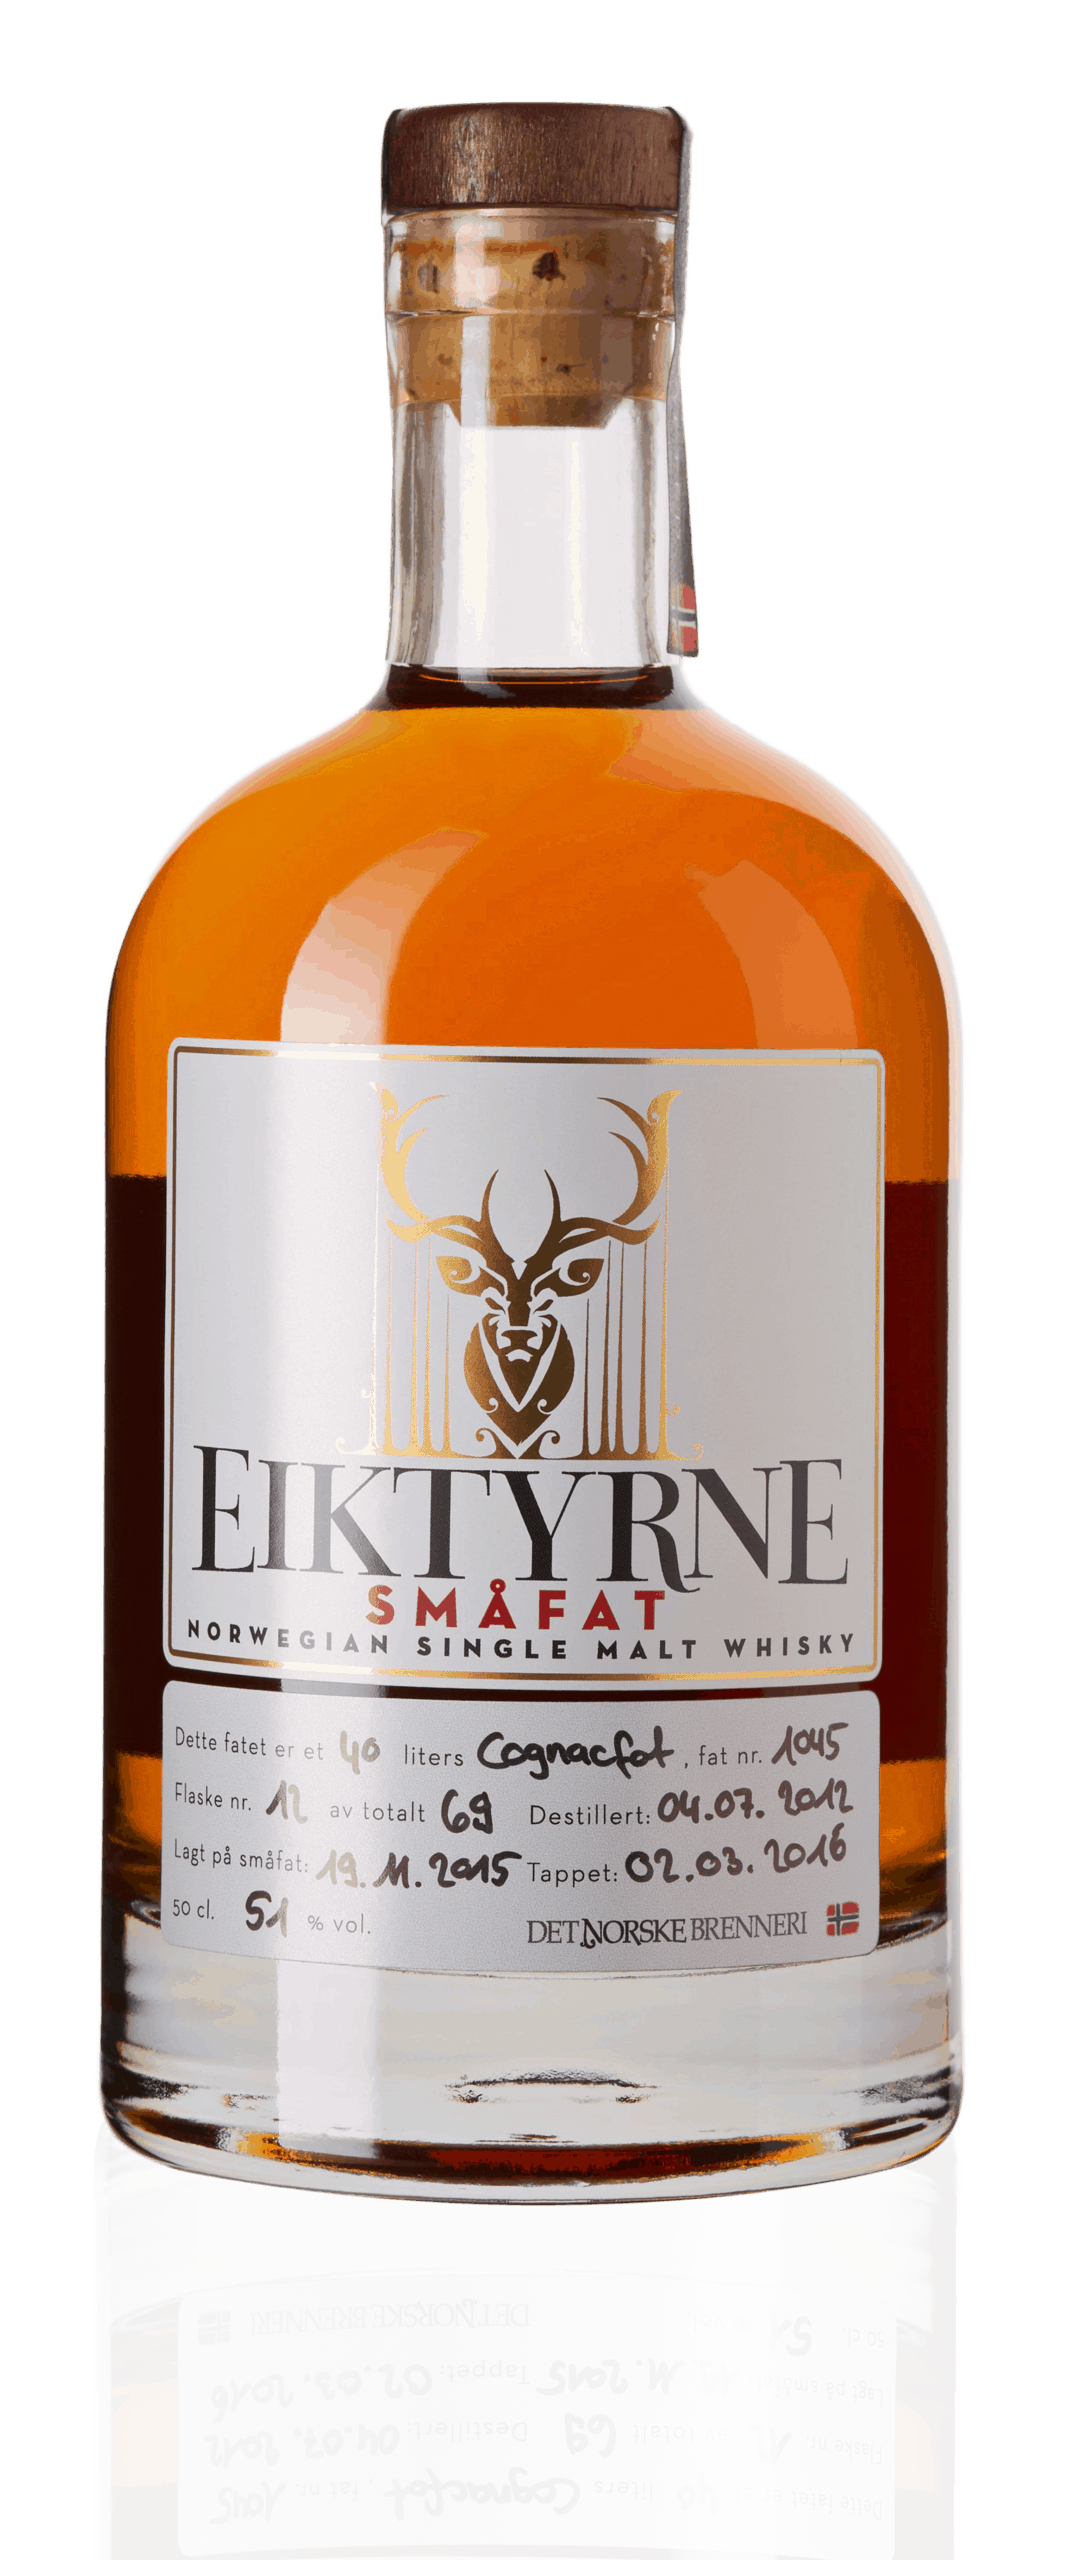 EIKTYRNE
SMÅFAT
NORWEGIAN SINGLE MALT WHISKY
Dette fatet er et 40 liters Cognacfat, fat nr. 1045
Flaske nr. 12 av totalt 69 Destillert: 04.07.2012
Lagt på småfat: 19.11.2015 Tappet: 02.03.2016
50 cl. 51 % vol. DET NORSKE BRENNERI